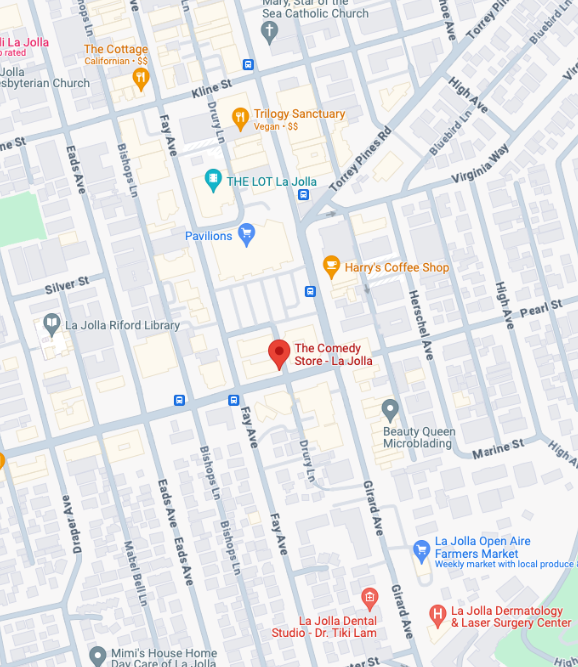 Mary, Star of the
Sea Catholic Church
Bishops Ln
Torrey Pines
Bluebird Ln
li La Jolla
o rated
The Cottage
Californian • $$
Jolla
esbyterian Church
Kline St
High Ave
Drury Ln
Trilogy Sanctuary
Vegan • $$
Fay Ave
ne St
Bishops Ln
Eads Ave
Torrey Pines Rd
Bluebird Ln
Virginia Way
THE LOT La Jolla
Pavilions
Harry's Coffee Shop
Silver St
Herschel Ave
High Ave
Pearl St
La Jolla Riford Library
The Comedy
Store - La Jolla
Fay Ave
Beauty Queen
Microblading
Marine St
High A
Bishops Ln
Drury Ln
Draper Ave
Eads Ave
Eads Ave
Bishops Ln
Fay Ave
Girard Ave
Mabel Bell Ln
La Jolla Open Aire
Farmers Market
Weekly market with local produce &
La Jolla Dental
Studio - Dr. Tiki Lam
Girard Ave
La Jolla Dermatology
& Laser Surgery Center
Mimi's House Home
Day Care of La Jolla
ter St